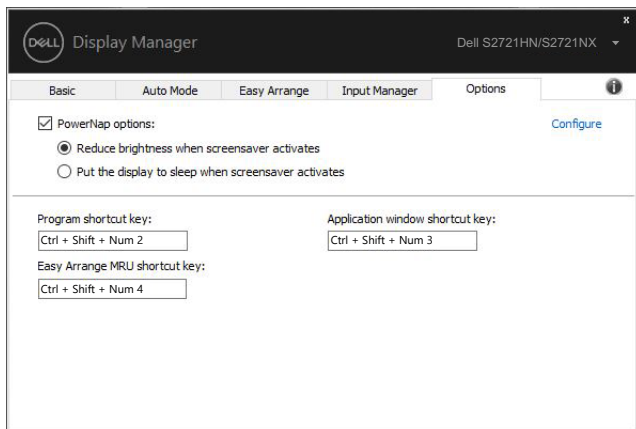 x
DELL Display Manager Dell S2721HN/S2721NX
Basic Auto Mode Easy Arrange Input Manager Options
PowerNap options: Configure
Reduce brightness when screensaver activates
Put the display to sleep when screensaver activates
Program shortcut key: Application window shortcut key:
Ctrl + Shift + Num 2 Ctrl + Shift + Num 3
Easy Arrange MRU shortcut key:
Ctrl + Shift + Num 4